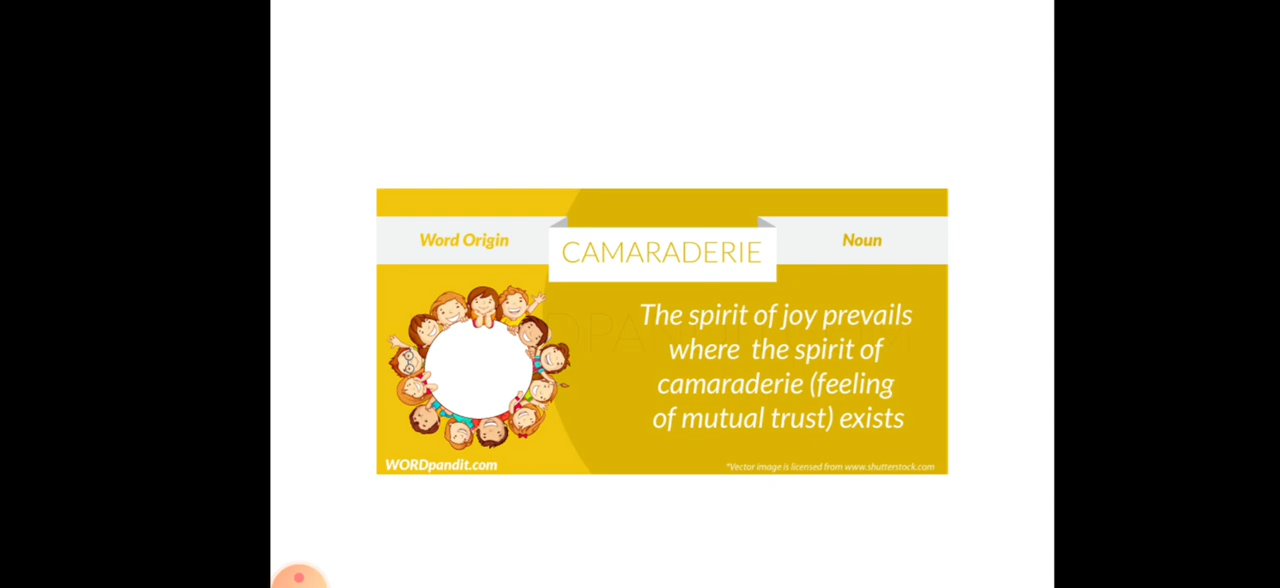 Word Origin
CAMARADERIE
Noun
The spirit of joy prevails
where the spirit of
camaraderie (feeling
of mutual trust) exists
WORDpandit.com
*Vector image is licensed from www.shutterstock.com